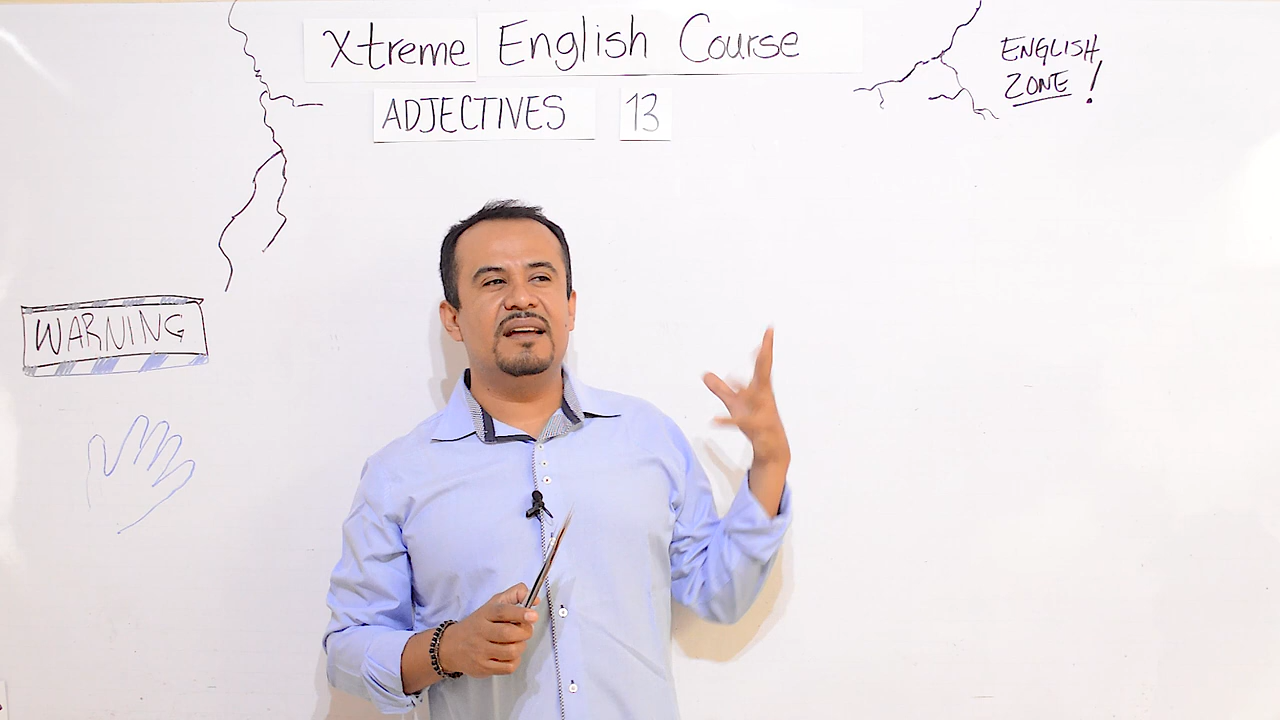 Xtreme English Course
ADJECTIVES 13
ENGLISH
ZONE!
WARNING